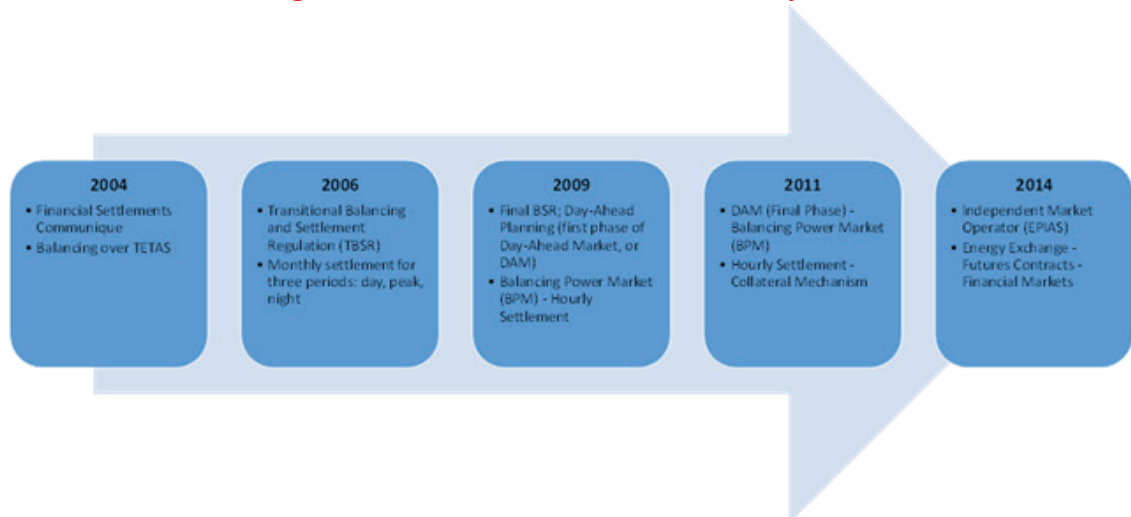 2004
• Financial Settlements
Communique
• Balancing over TETAS
2006
• Transitional Balancing
and Settlement
Regulation (TBSR)
• Monthly settlement for
three periods: day, peak,
night
2009
• Final BSR; Day-Ahead
Planning (first phase of
Day-Ahead Market, or
DAM)
• Balancing Power Market
(BPM) - Hourly
Settlement
2011
• DAM (Final Phase) -
Balancing Power Market
(BPM)
• Hourly Settlement -
Collateral Mechanism
2014
• Independent Market
Operator (EPIAS)
• Energy Exchange -
Futures Contracts -
Financial Markets